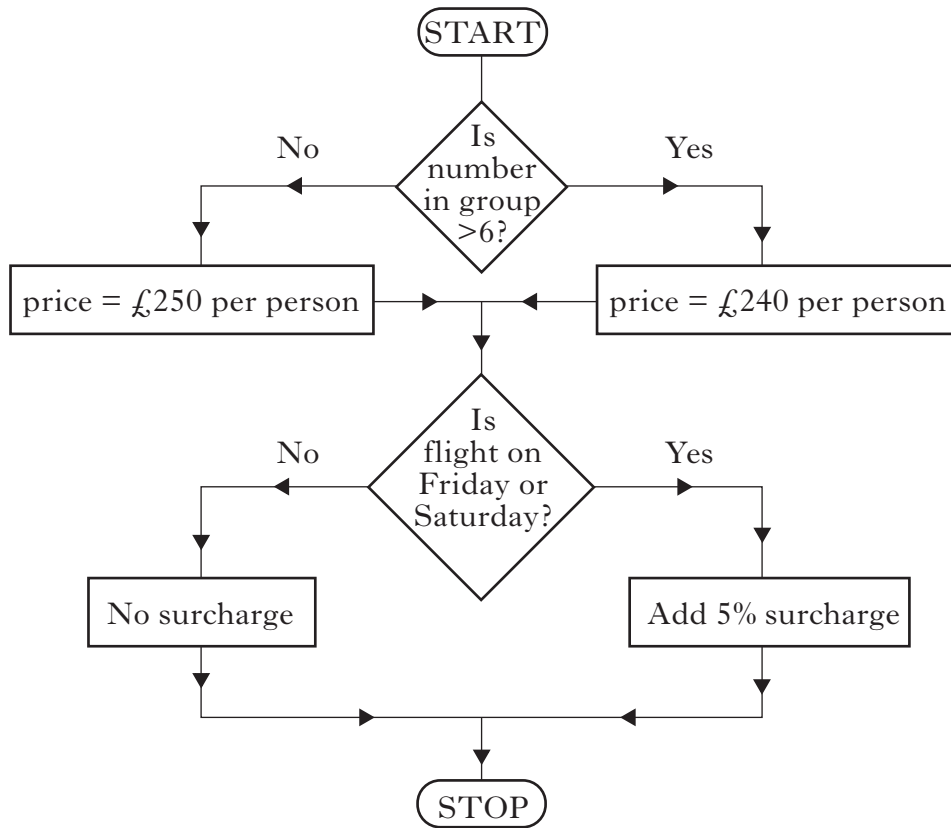 START
Is
number
in group
>6?
No
Yes
price = £250 per person
price = £240 per person
Is
flight on
Friday or
Saturday?
No
Yes
No surcharge
Add 5% surcharge
STOP